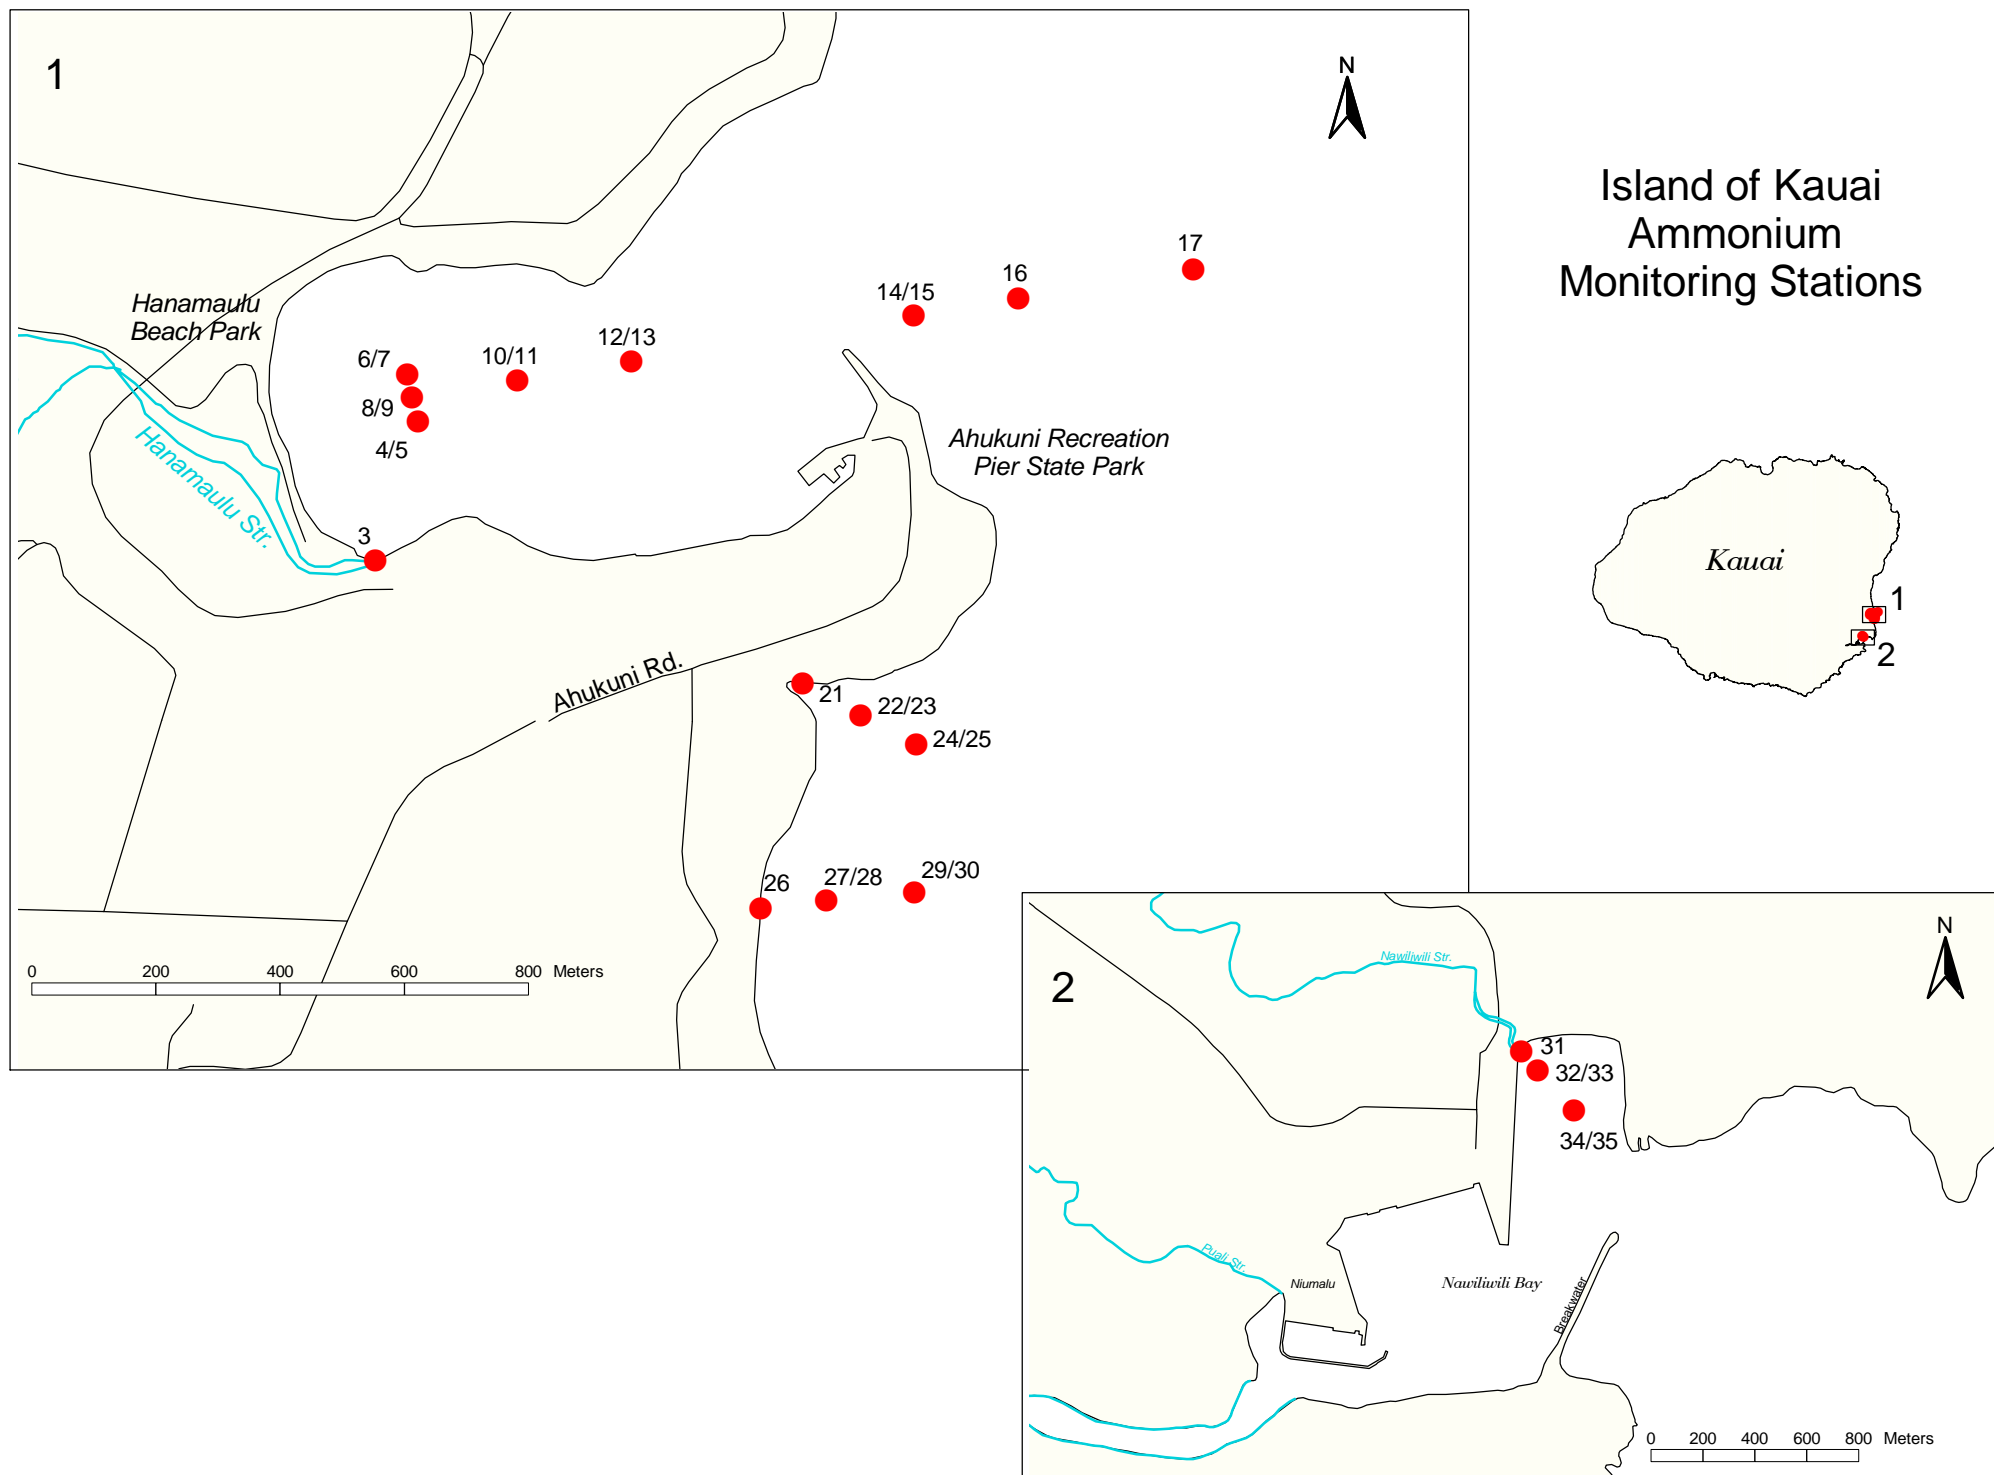 1
N
Island of Kauai
Ammonium
Monitoring Stations
17
16
14/15
Hanamaulu
Beach Park
12/13
10/11
6/7
8/9
4/5
Ahukuni Recreation
Pier State Park
Hanamaulu Str.
3
Kauai
1
2
Ahukuni Rd.
21
22/23
24/25
26
27/28
29/30
0 200 400 600 800 Meters
2
N
Nawiliwili Str.
31
32/33
34/35
Puali Str.
Niumalu
Nawiliwili Bay
Breakwater
0 200 400 600 800 Meters